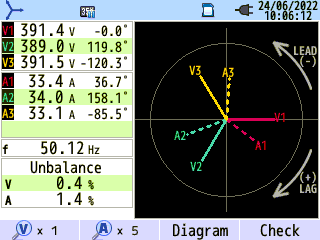 24/06/2022
10:06:12
V1 391.4 V -0.0°
V2 389.0 V 119.8°
V3 391.5 V -120.3°
A1 33.4 A 36.7°
A2 34.0 A 158.1°
A3 33.1 A -85.5°
f 50.12 Hz
Unbalance
V 0.4 %
A 1.4 %
LEAD
(-)
V3
A3
V1
A2
A1
V2
(+)
LAG
V x 1
A x 5
Diagram
Check